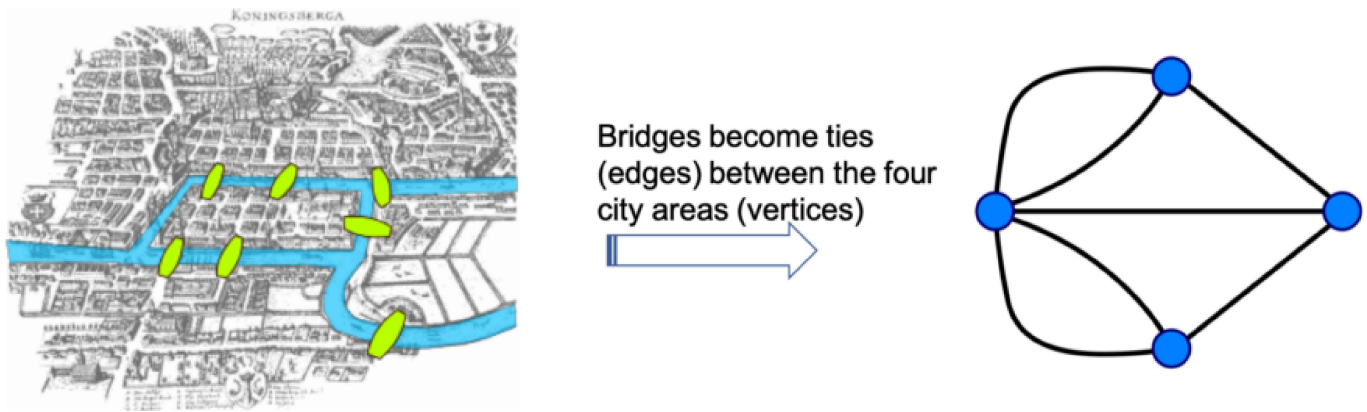 KONINGSBERGA
Bridges become ties
(edges) between the four
city areas (vertices)